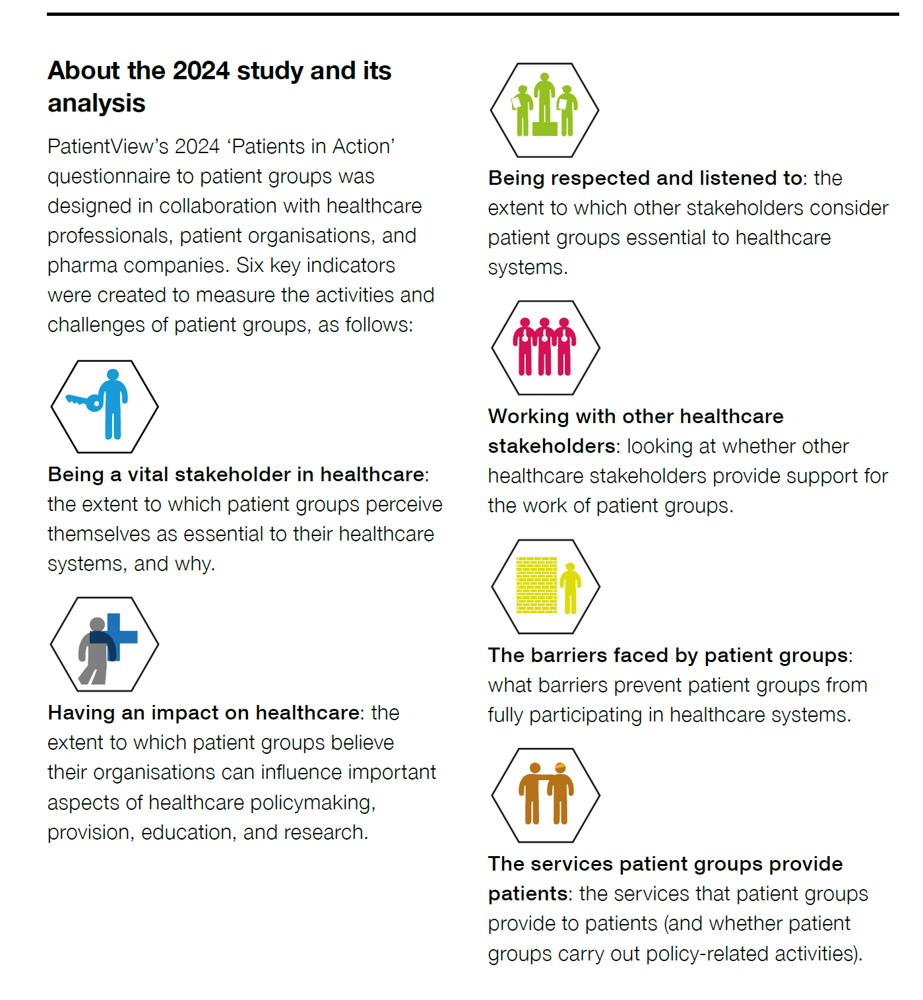 About the 2024 study and its
analysis
PatientView’s 2024 ‘Patients in Action’
questionnaire to patient groups was
designed in collaboration with healthcare
professionals, patient organisations, and
pharma companies. Six key indicators
were created to measure the activities and
challenges of patient groups, as follows:
Being a vital stakeholder in healthcare:
the extent to which patient groups perceive
themselves as essential to their healthcare
systems, and why.
Having an impact on healthcare: the
extent to which patient groups believe
their organisations can influence important
aspects of healthcare policymaking,
provision, education, and research.
Being respected and listened to: the
extent to which other stakeholders consider
patient groups essential to healthcare
systems.
Working with other healthcare
stakeholders: looking at whether other
healthcare stakeholders provide support for
the work of patient groups.
The barriers faced by patient groups:
what barriers prevent patient groups from
fully participating in healthcare systems.
The services patient groups provide
patients: the services that patient groups
provide to patients (and whether patient
groups carry out policy-related activities).